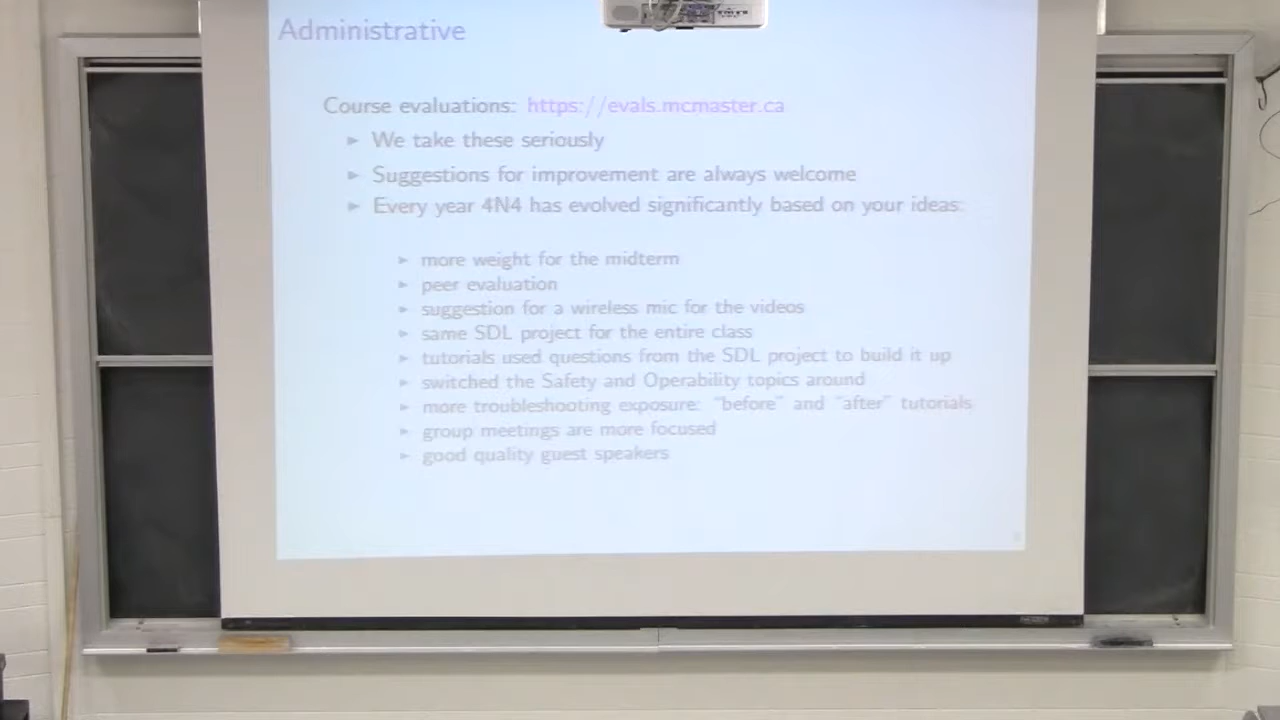 Administrative
Course evaluations: https://evals.mcmaster.ca
► We take these seriously
► Suggestions for improvement are always welcome
► Every year 4N4 has evolved significantly based on your ideas:
► more weight for the midterm
► peer evaluation
► suggestion for a wireless mic for the videos
► same SDL project for the entire class
► tutorials used questions from the SDL project to build it up
► switched the Safety and Operability topics around
► more troubleshooting exposure: "before" and "after" tutorials
► group meetings are more focused
► good quality guest speakers